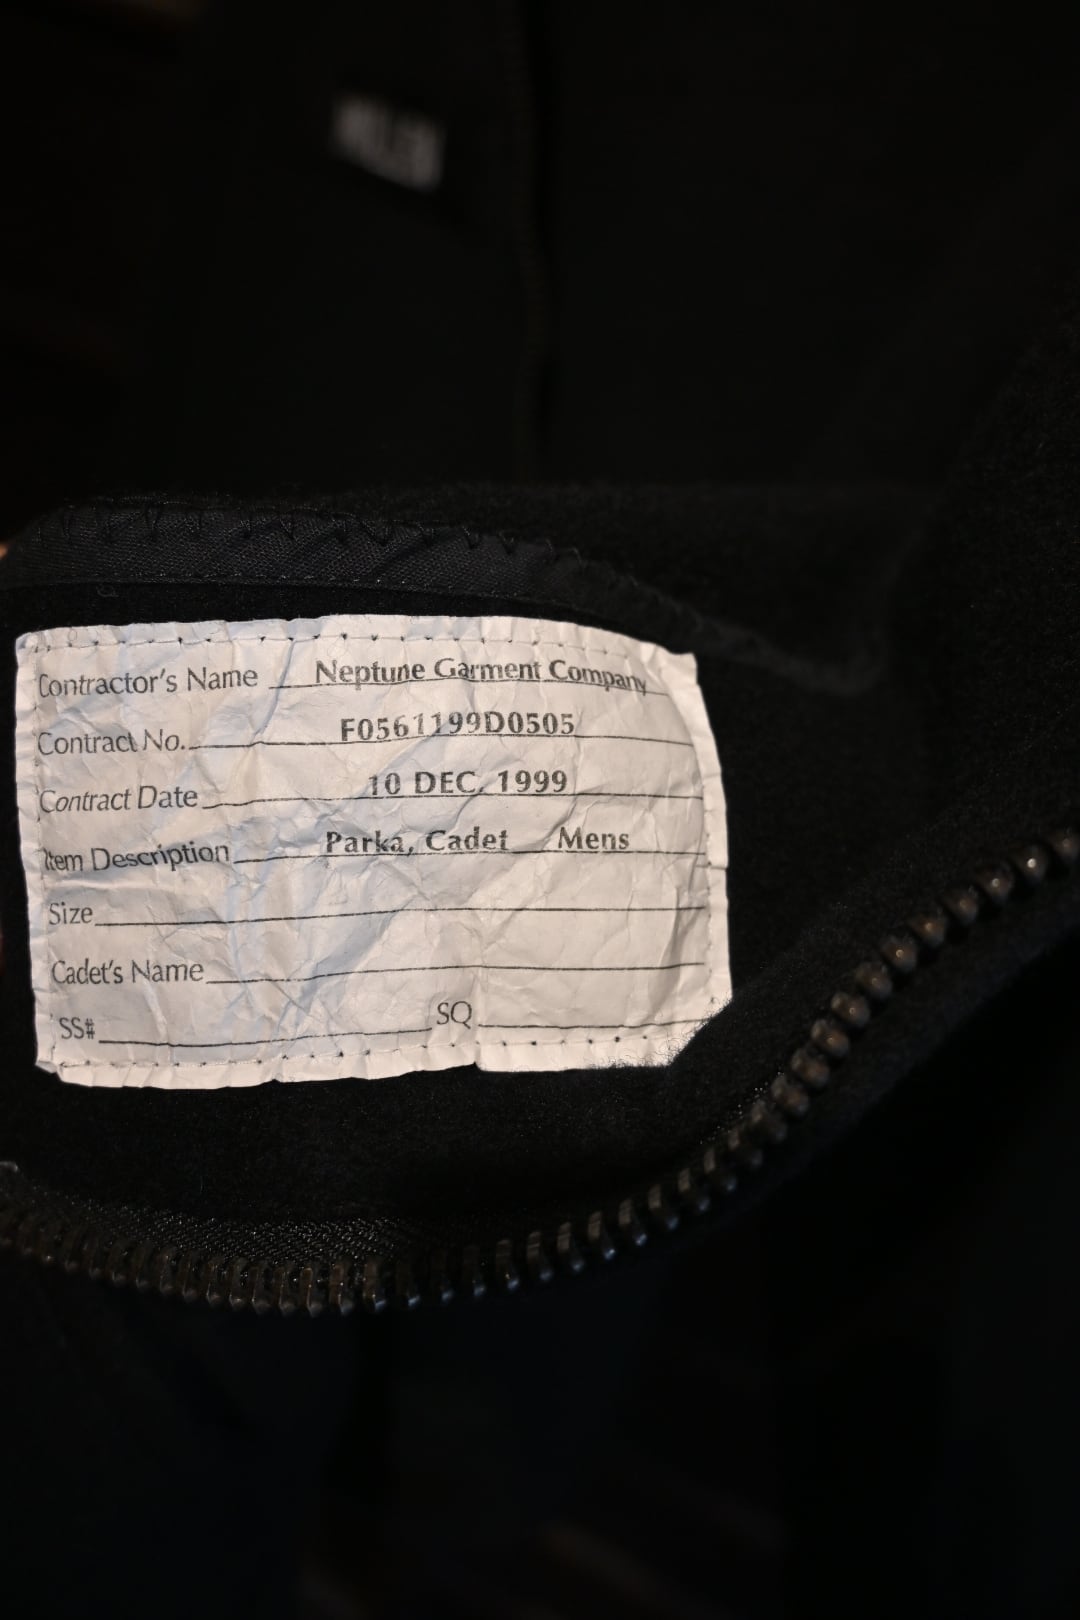 Contractor's Name Neptune Garment Company
Contract No. F0561199D0505
Contract Date 10 DEC. 1999
Item Description Parka, Cadet Mens
Size
Cadet's Name
SS# SQ